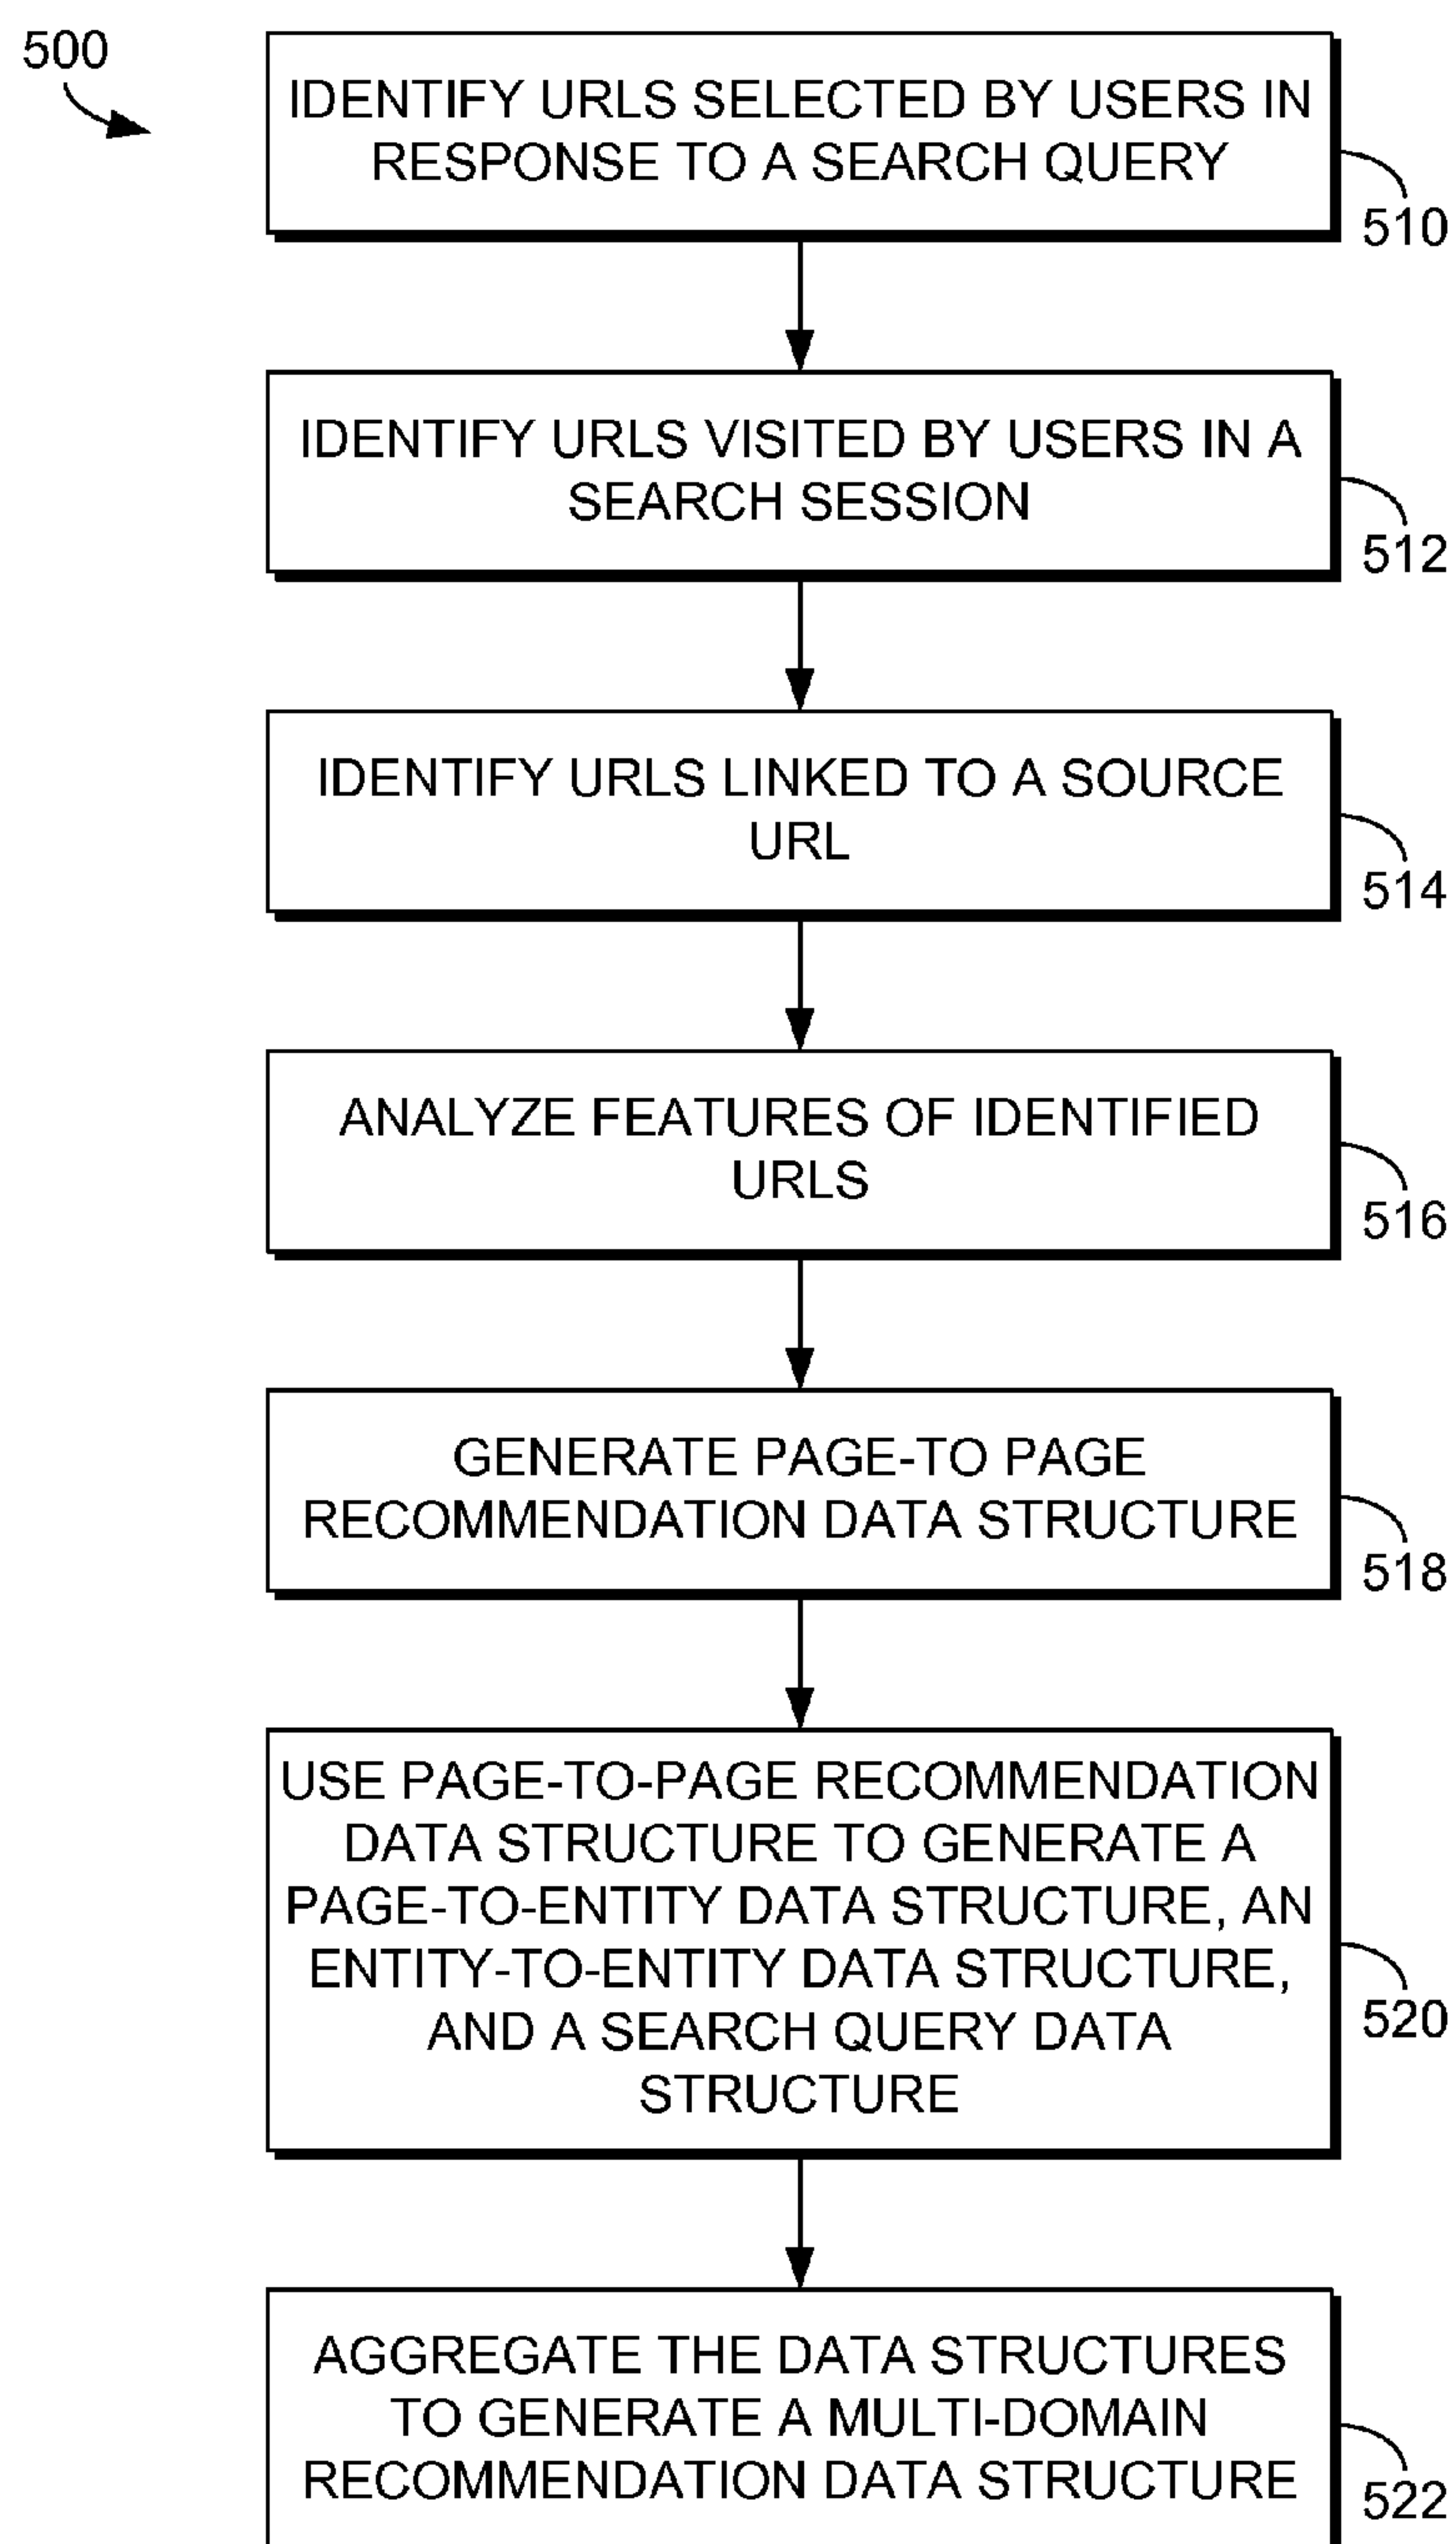 500
IDENTIFY URLS SELECTED BY USERS IN
RESPONSE TO A SEARCH QUERY
510
IDENTIFY URLS VISITED BY USERS IN A
SEARCH SESSION
512
IDENTIFY URLS LINKED TO A SOURCE
URL
514
ANALYZE FEATURES OF IDENTIFIED
URLS
516
GENERATE PAGE-TO PAGE
RECOMMENDATION DATA STRUCTURE
518
USE PAGE-TO-PAGE RECOMMENDATION
DATA STRUCTURE TO GENERATE A
PAGE-TO-ENTITY DATA STRUCTURE, AN
ENTITY-TO-ENTITY DATA STRUCTURE,
AND A SEARCH QUERY DATA
STRUCTURE
520
AGGREGATE THE DATA STRUCTURES
TO GENERATE A MULTI-DOMAIN
RECOMMENDATION DATA STRUCTURE
522